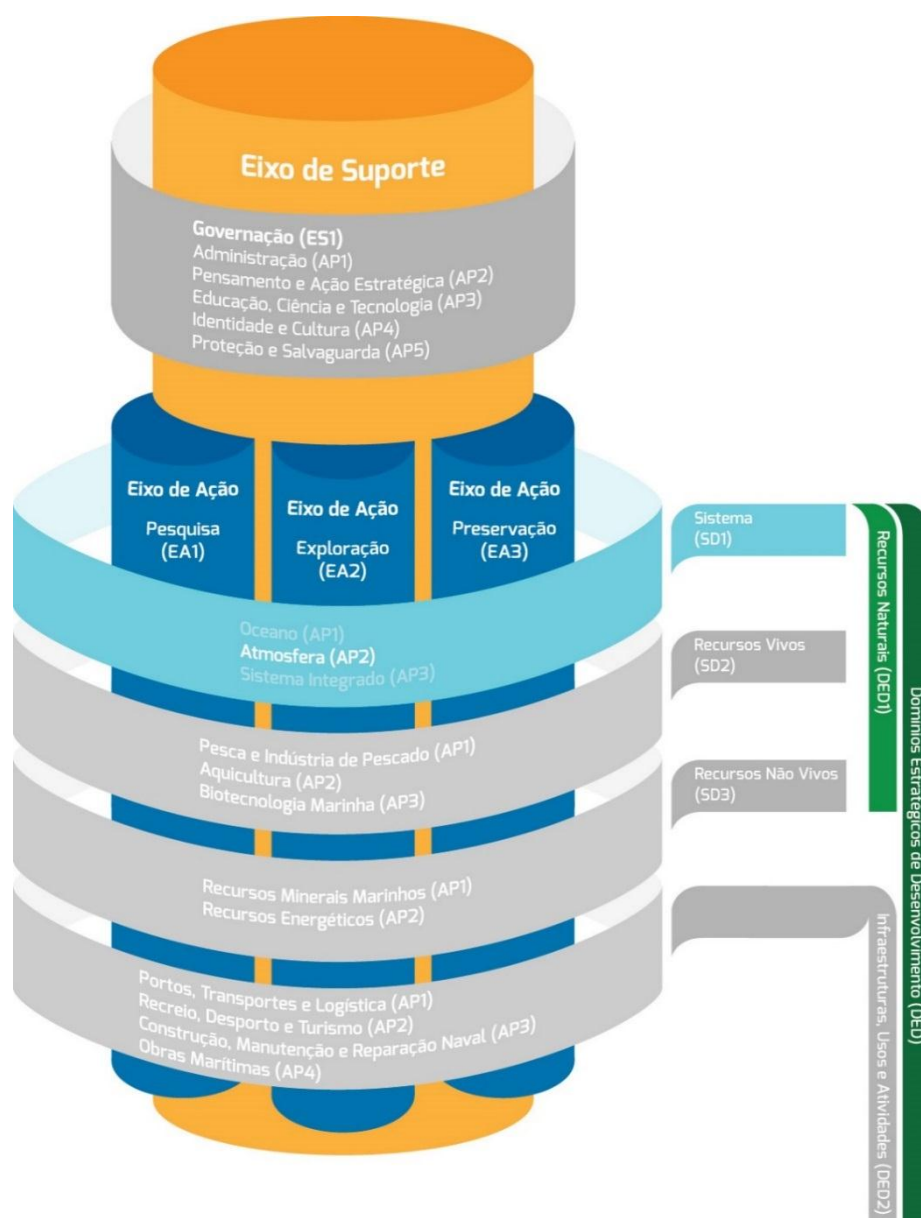 Eixo de Suporte
Governação (ES1)
Administração (AP1)
Pensamento e Ação Estratégica (AP2)
Educação, Ciência e Tecnologia (AP3)
Identidade e Cultura (AP4)
Proteção e Salvaguarda (AP5)
Eixo de Ação
Pesquisa
(EA1)
Eixo de Ação
Exploração
(EA2)
Eixo de Ação
Preservação
(EA3)
Oceano (AP1)
Atmosfera (AP2)
Sistema Integrado (AP3)
Sistema
(SD1)
Pesca e Indústria de Pescado (AP1)
Aquicultura (AP2)
Biotecnologia Marinha (AP3)
Recursos Vivos
(SD2)
Recursos Minerais Marinhos (AP1)
Recursos Energéticos (AP2)
Recursos Não Vivos
(SD3)
Portos, Transportes e Logística (AP1)
Recreio, Desporto e Turismo (AP2)
Construção, Manutenção e Reparação Naval (AP3)
Obras Marítimas (AP4)
Recursos Naturais (DED1)
Infraestruturas, Usos e Atividades (DED2)
Domínios Estratégicos de Desenvolvimento (DED)